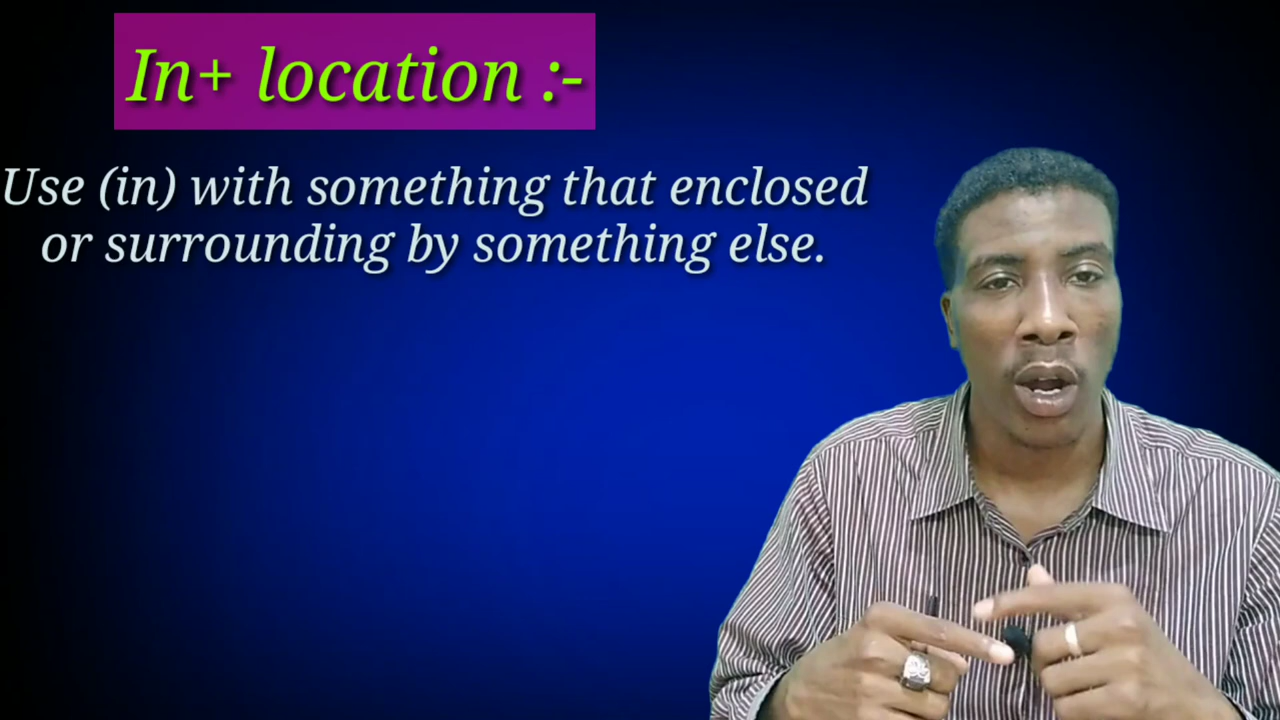 In+ location :-
Use (in) with something that enclosed
or surrounding by something else.